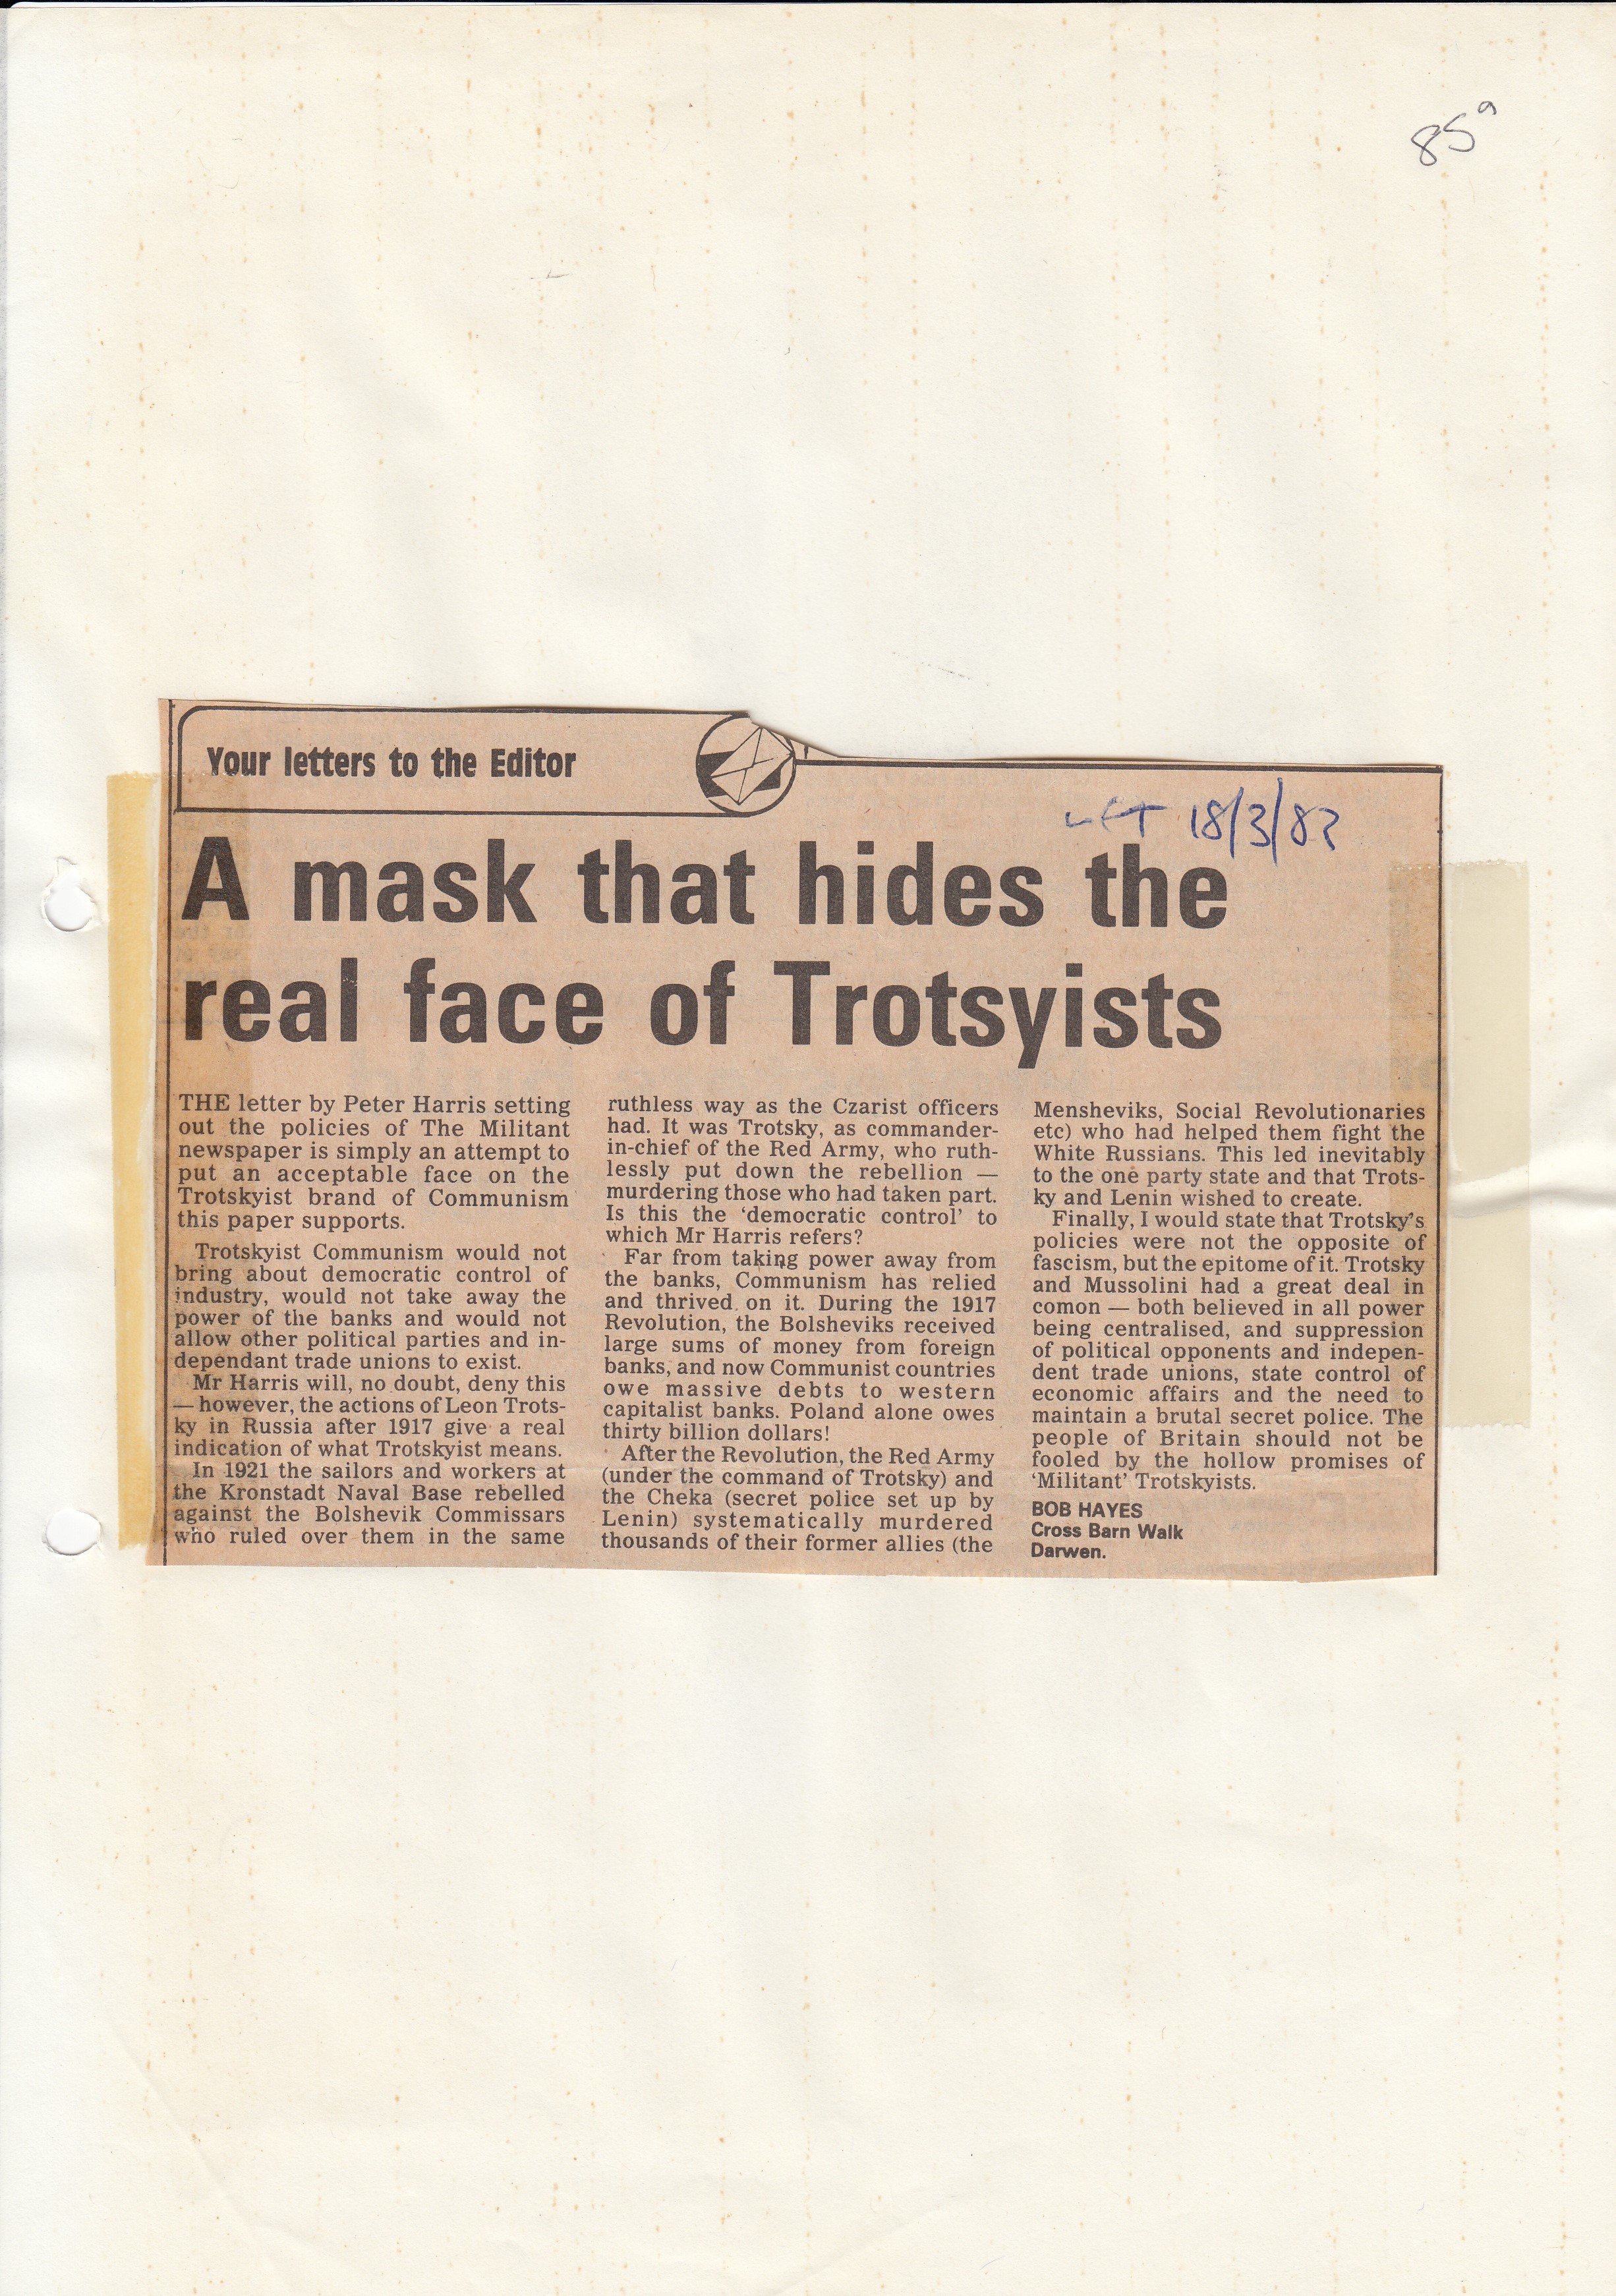 85a
Your letters to the Editor
LET 18/3/82
A mask that hides the
real face of Trotsyists
THE letter by Peter Harris setting
out the policies of The Militant
newspaper is simply an attempt to
put an acceptable face on the
Trotskyist brand of Communism
this paper supports.
Trotskyist Communism would not
bring about democratic control of
industry, would not take away the
power of the banks and would not
allow other political parties and in-
dependant trade unions to exist.
Mr Harris will, no doubt, deny this
— however, the actions of Leon Trots-
ky in Russia after 1917 give a real
indication of what Trotskyist means.
In 1921 the sailors and workers at
the Kronstadt Naval Base rebelled
against the Bolshevik Commissars
who ruled over them in the same
ruthless way as the Czarist officers
had. It was Trotsky, as commander-
in-chief of the Red Army, who ruth-
lessly put down the rebellion —
murdering those who had taken part.
Is this the ‘democratic control’ to
which Mr Harris refers?
Far from taking power away from
the banks, Communism has relied
and thrived on it. During the 1917
Revolution, the Bolsheviks received
large sums of money from foreign
banks, and now Communist countries
owe massive debts to western
capitalist banks. Poland alone owes
thirty billion dollars!
After the Revolution, the Red Army
(under the command of Trotsky) and
the Cheka (secret police set up by
Lenin) systematically murdered
thousands of their former allies (the
Mensheviks, Social Revolutionaries
etc) who had helped them fight the
White Russians. This led inevitably
to the one party state and that Trots-
ky and Lenin wished to create.
Finally, I would state that Trotsky’s
policies were not the opposite of
fascism, but the epitome of it. Trotsky
and Mussolini had a great deal in
comon — both believed in all power
being centralised, and suppression
of political opponents and indepen-
dent trade unions, state control of
economic affairs and the need to
maintain a brutal secret police. The
people of Britain should not be
fooled by the hollow promises of
‘Militant’ Trotskyists.
BOB HAYES
Cross Barn Walk
Darwen.